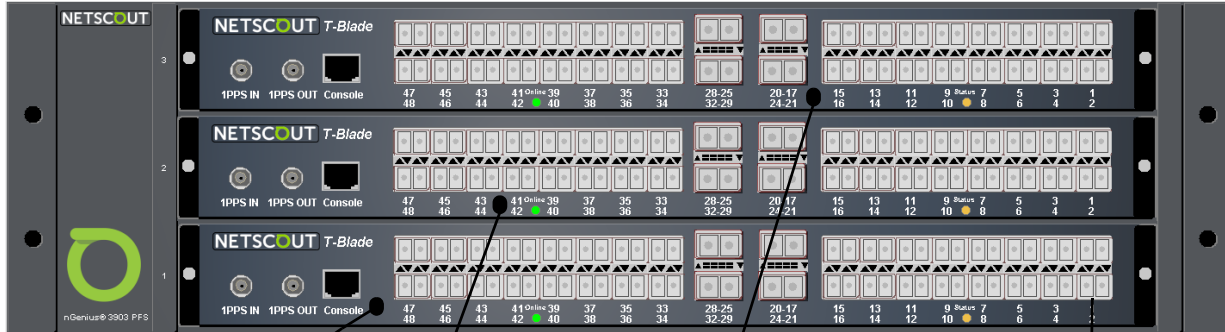 NETSCOUT
3
NETSCOUT T-Blade
1PPS IN 1PPS OUT Console
47 45 43 41 Online 39 37 35 33 28-25 20-17 15 13 11 9 Status 7 5 3 1
48 46 44 42 40 38 36 34 32-29 24-21 16 14 12 10 8 6 4 2
2
NETSCOUT T-Blade
1PPS IN 1PPS OUT Console
47 45 43 41 Online 39 37 35 33 28-25 20-17 15 13 11 9 Status 7 5 3 1
48 46 44 42 40 38 36 34 32-29 24-21 16 14 12 10 8 6 4 2
1
NETSCOUT T-Blade
1PPS IN 1PPS OUT Console
47 45 43 41 Online 39 37 35 33 28-25 20-17 15 13 11 9 Status 7 5 3 1
48 46 44 42 40 38 36 34 32-29 24-21 16 14 12 10 8 6 4
nGenius® 3903 PFS